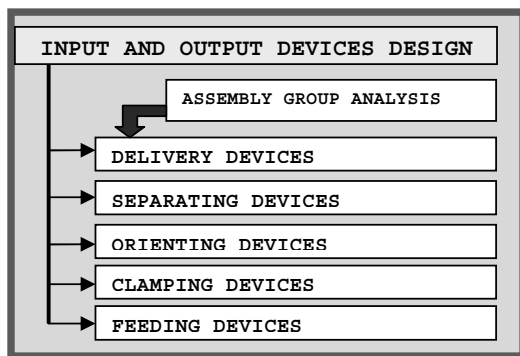 INPUT AND OUTPUT DEVICES DESIGN
ASSEMBLY GROUP ANALYSIS
DELIVERY DEVICES
SEPARATING DEVICES
ORIENTING DEVICES
CLAMPING DEVICES
FEEDING DEVICES